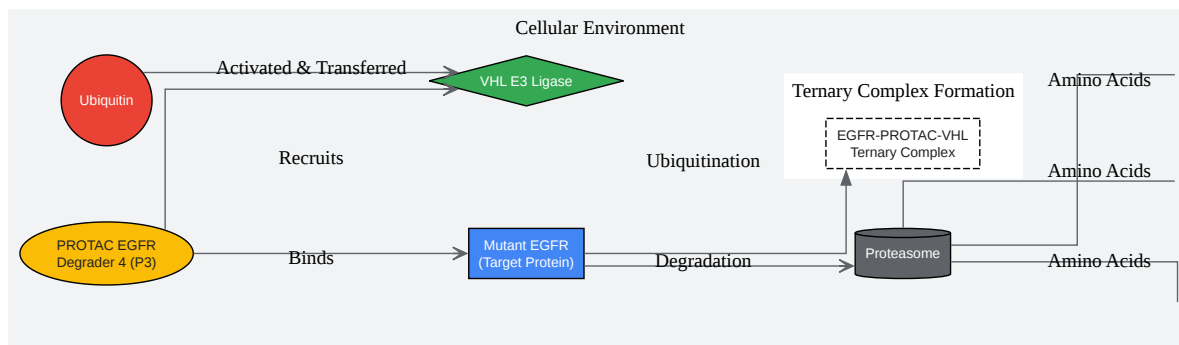 Cellular Environment
Ubiquitin
Activated & Transferred
VHL E3 Ligase
Ternary Complex Formation
EGFR-PROTAC-VHL
Ternary Complex
Amino Acids
Recruits
Ubiquitination
Amino Acids
PROTAC EGFR
Degrader 4 (P3)
Binds
Mutant EGFR
(Target Protein)
Degradation
Proteasome
Amino Acids